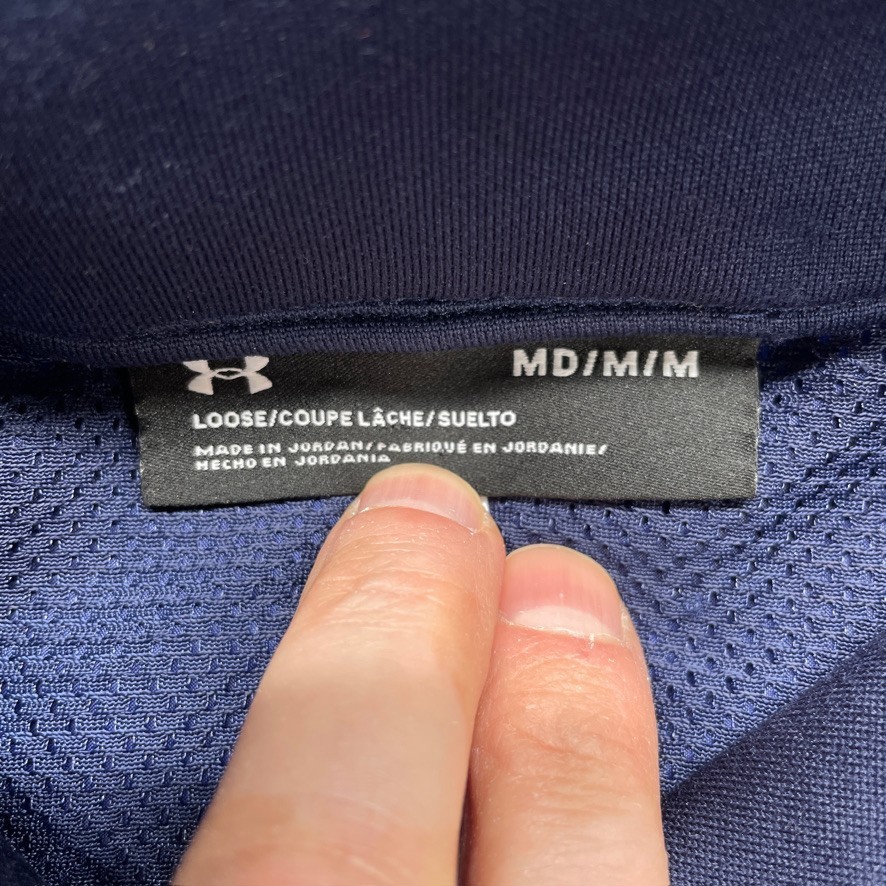 MD/M/M
LOOSE/COUPE LÂCHE/SUELTO
MADE IN JORDAN/FABRIQUÉ EN JORDANIE/
HECHO EN JORDANIA